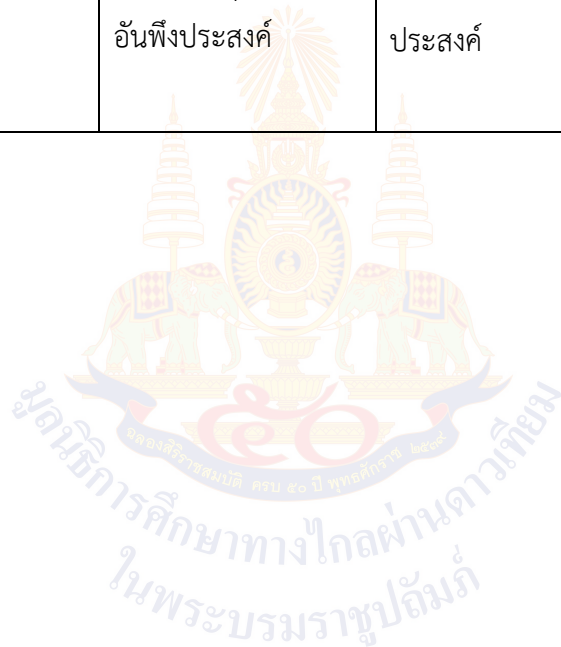 อันพึงประสงค์
ประสงค์
ฉลองสิริราชสมบัติ ครบ ๕๐ ปี พุทธศักราช ๒๕๓๙
มูลนิธิการศึกษาทางไกลผ่านดาวเทียม
ในพระบรมราชูปถัมภ์